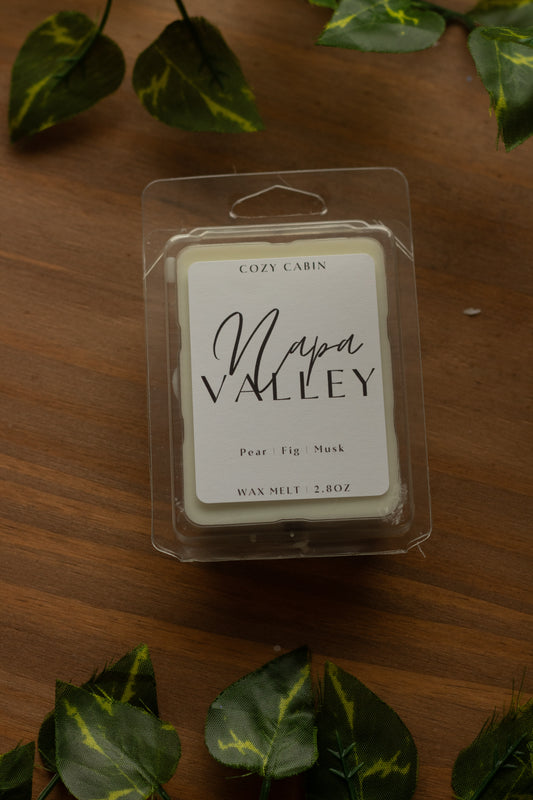 COZY CABIN
Napa
VALLEY
Pear | Fig | Musk
WAX MELT | 2.8OZ